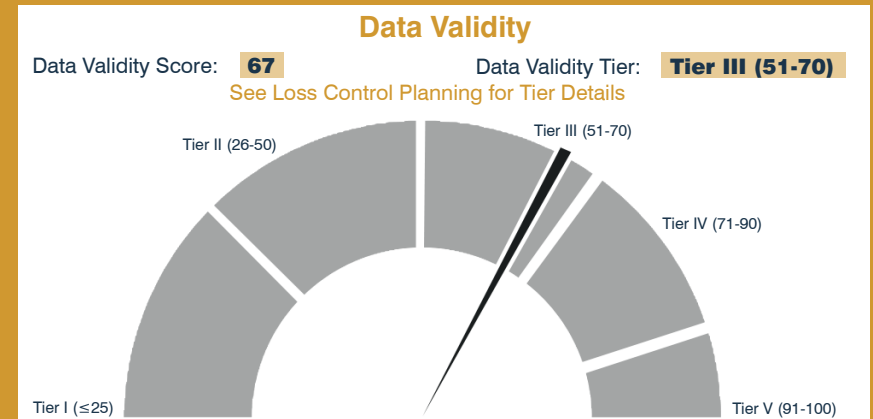 Data Validity
Data Validity Score: 67
Data Validity Tier: Tier III (51-70)
See Loss Control Planning for Tier Details
Tier III (51-70)
Tier II (26-50)
Tier IV (71-90)
Tier I (≤25)
Tier V (91-100)